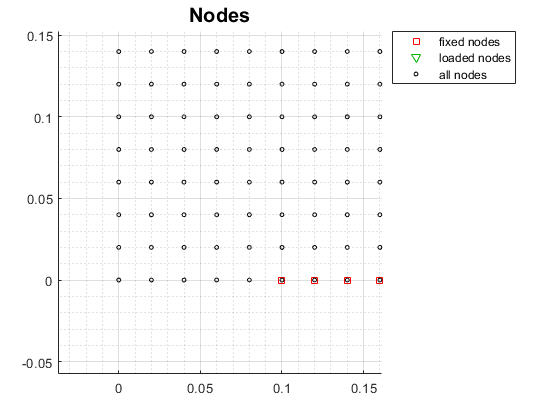 Nodes
0.15
0.1
0.05
0
-0.05
0
0.05
0.1
0.15
fixed nodes
loaded nodes
all nodes